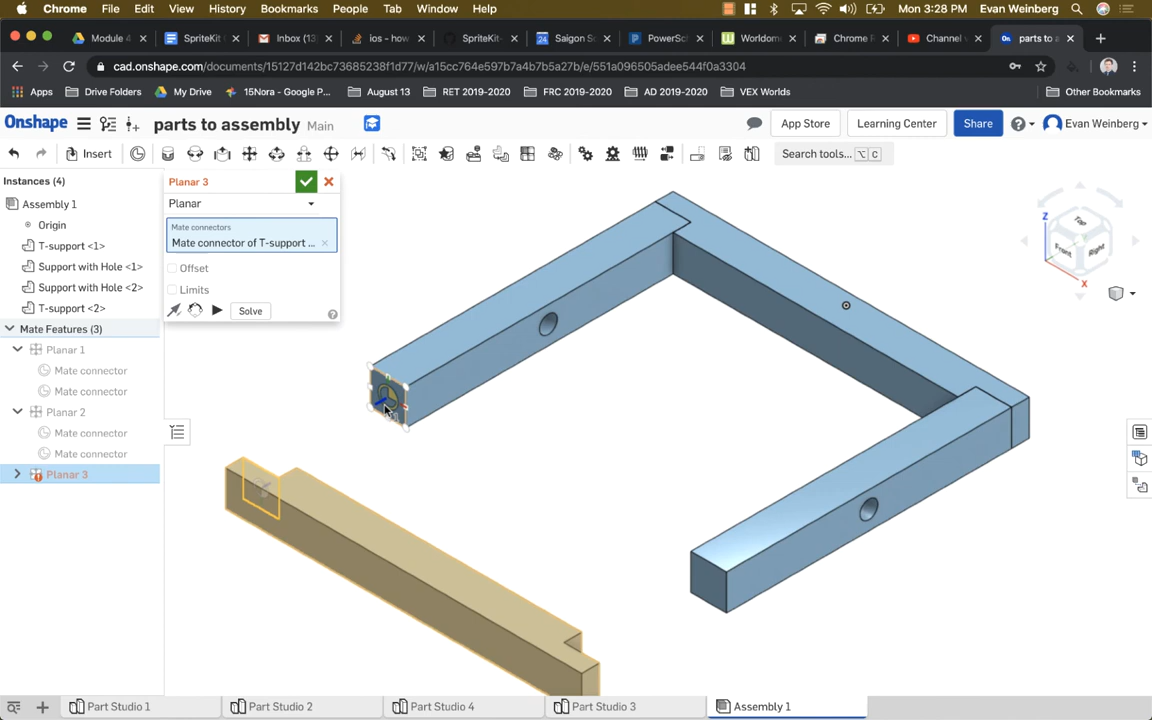 Chrome File Edit View History Bookmarks People Tab Window Help Mon 3:28 PM Evan Weinberg
Module 4 SpriteKit Inbox (13 ios - how SpriteKit- Saigon So PowerSc Worldom Chrome F Channel parts to a
cad.onshape.com/documents/15127d142bc73685238f1d77/w/a15cc764e597b7a4b7b5a27b/e/551a096505adee544f0a3304
Apps Drive Folders My Drive 15Nora - Google P... August 13 RET 2019-2020 FRC 2019-2020 AD 2019-2020 VEX Worlds Other Bookmarks
Onshape parts to assembly Main App Store Learning Center Share Evan Weinberg
Insert Search tools... ⌥ C
Instances (4)
Assembly 1
Origin
T-support <1>
Support with Hole <1>
Support with Hole <2>
T-support <2>
Mate Features (3)
Planar 1
Mate connector
Mate connector
Planar 2
Mate connector
Mate connector
Planar 3
Planar 3
Planar
Mate connectors
Mate connector of T-support ...
Offset
Limits
Solve
Z
Top
Front
Right
X
Part Studio 1 Part Studio 2 Part Studio 4 Part Studio 3 Assembly 1